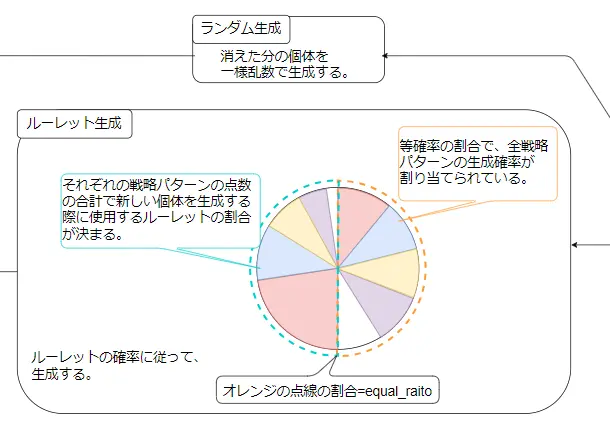 ランダム生成
消えた分の個体を
一様乱数で生成する。
ルーレット生成
等確率の割合で、全戦略
パターンの生成確率が
割り当てられている。
それぞれの戦略パターンの点数
の合計で新しい個体を生成する
際に使用するルーレットの割合
が決まる。
ルーレットの確率に従って、
生成する。
オレンジの点線の割合=equal_raito